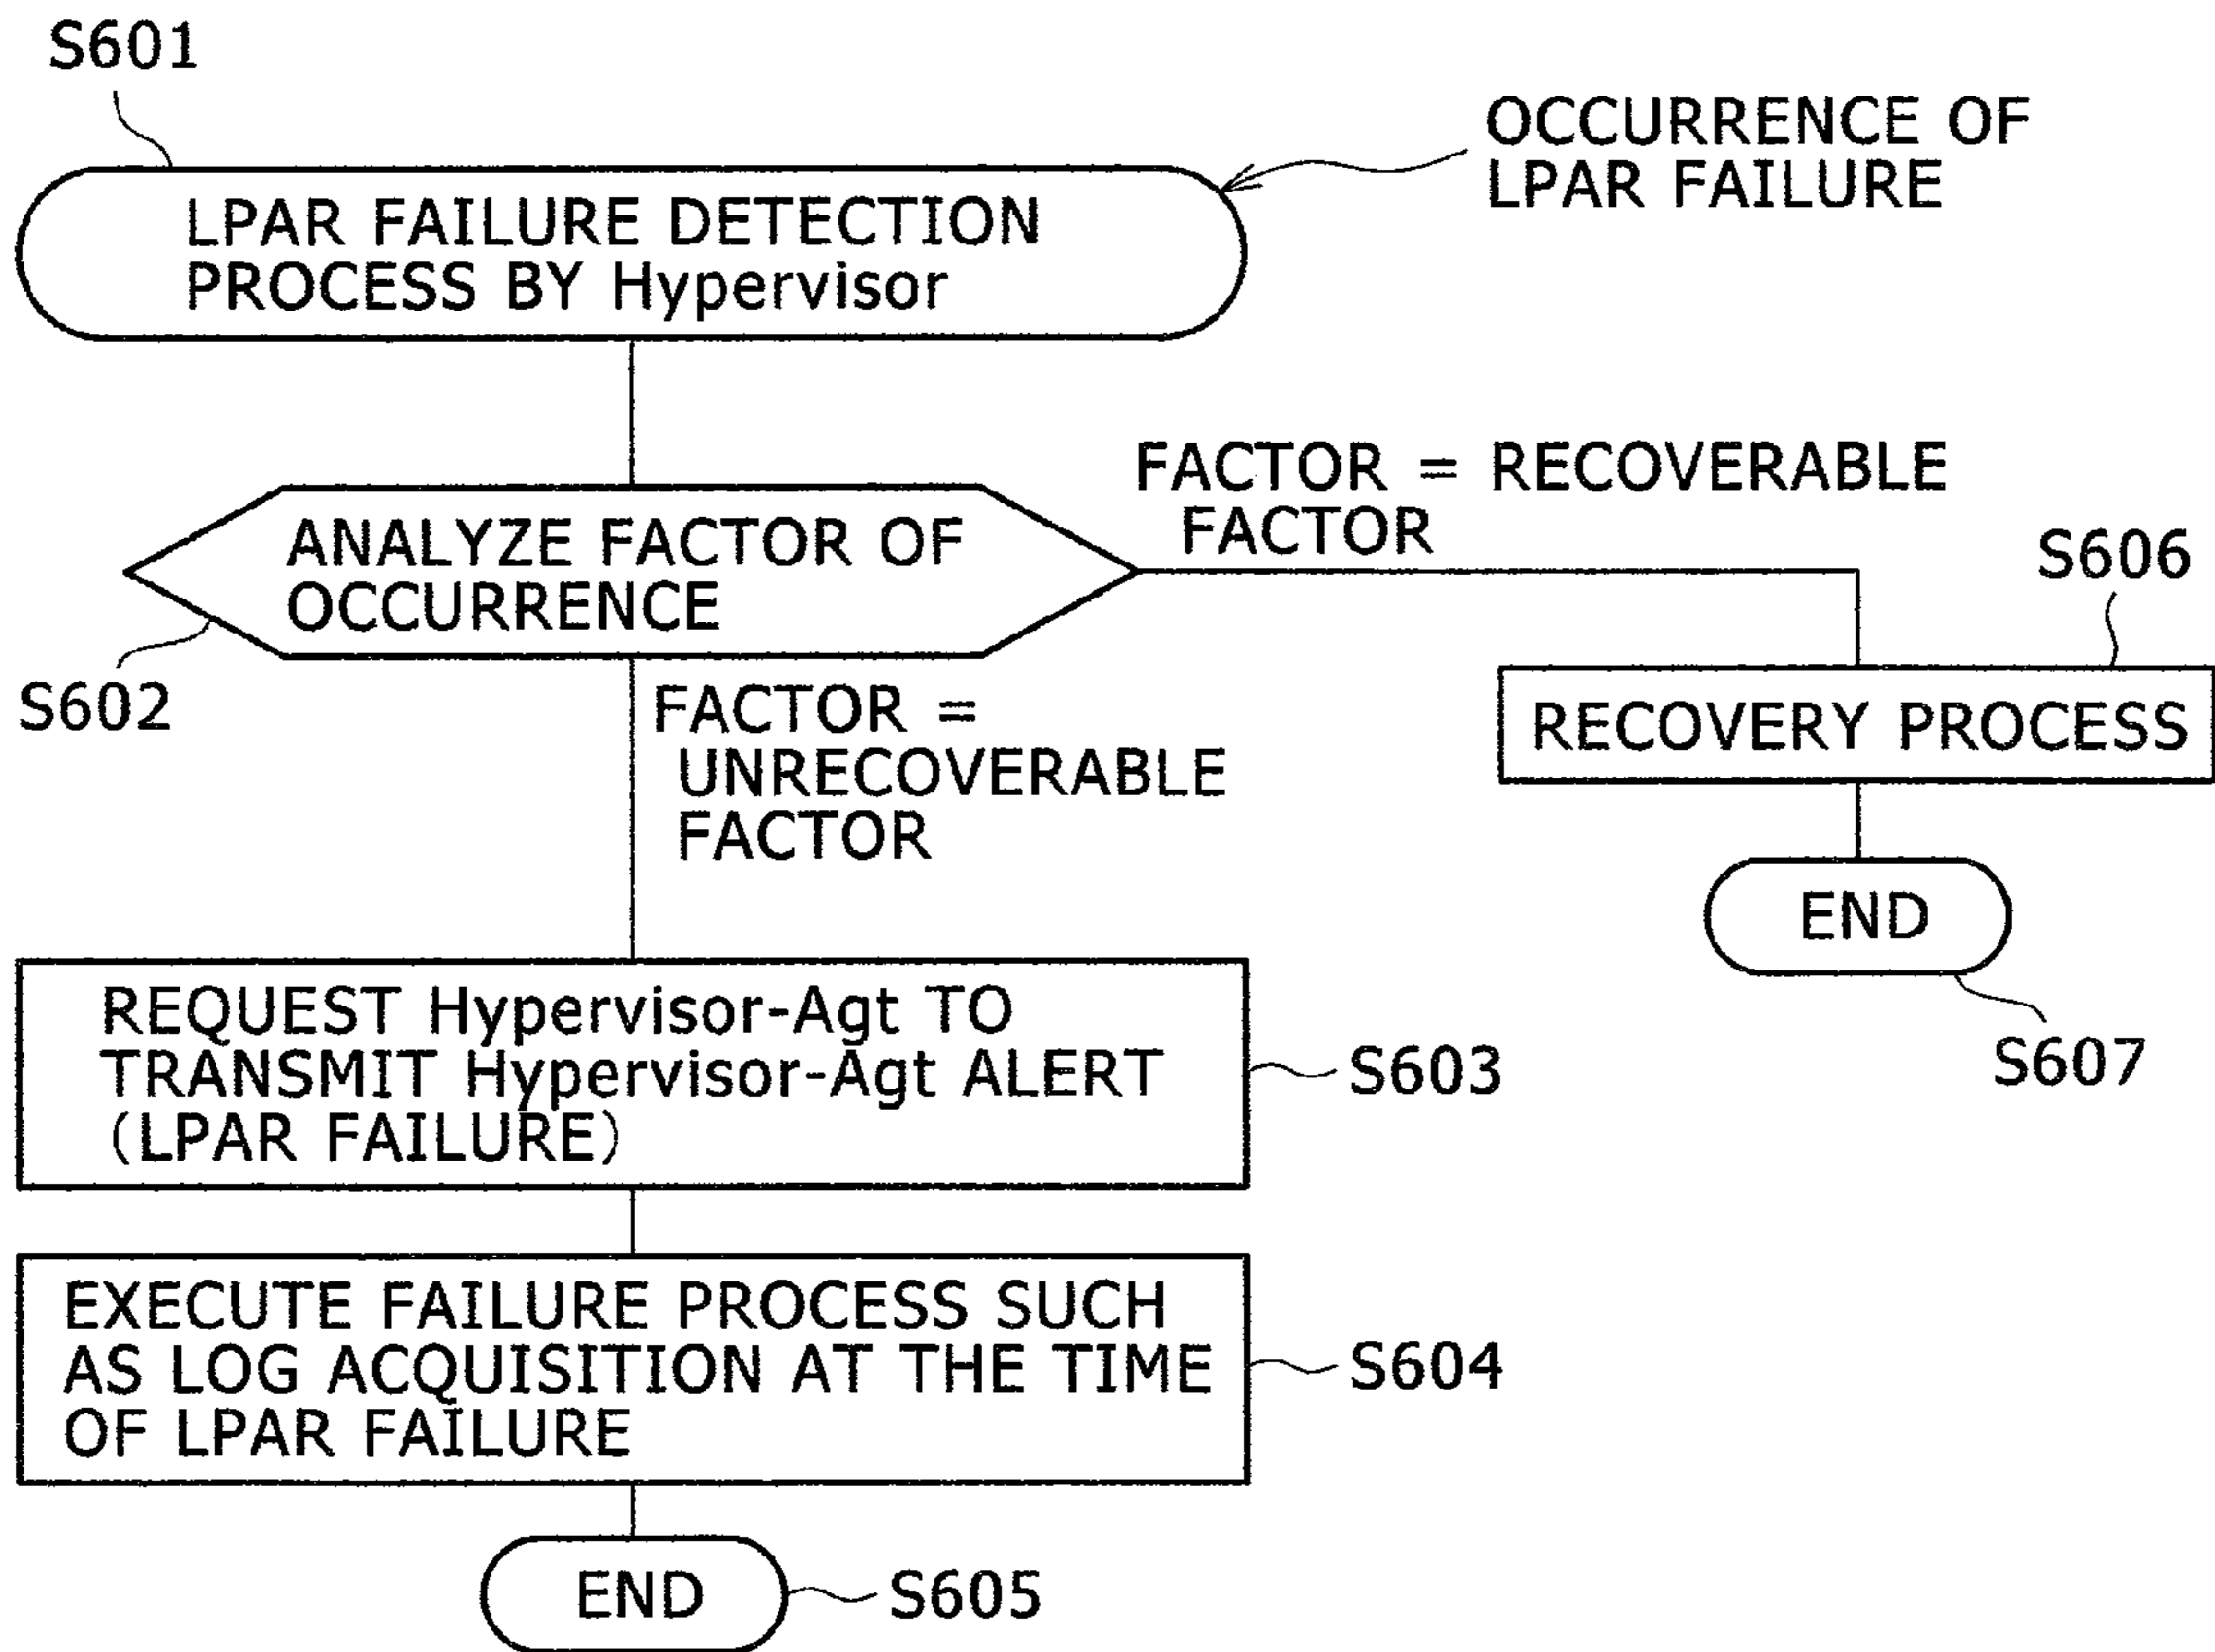 S601
OCCURRENCE OF
LPAR FAILURE
LPAR FAILURE DETECTION
PROCESS BY Hypervisor
FACTOR = RECOVERABLE
FACTOR
ANALYZE FACTOR OF
OCCURRENCE
S606
S602
FACTOR =
UNRECOVERABLE
FACTOR
RECOVERY PROCESS
END
S607
REQUEST Hypervisor-Agt TO
TRANSMIT Hypervisor-Agt ALERT
(LPAR FAILURE)
S603
EXECUTE FAILURE PROCESS SUCH
AS LOG ACQUISITION AT THE TIME
OF LPAR FAILURE
S604
END
S605